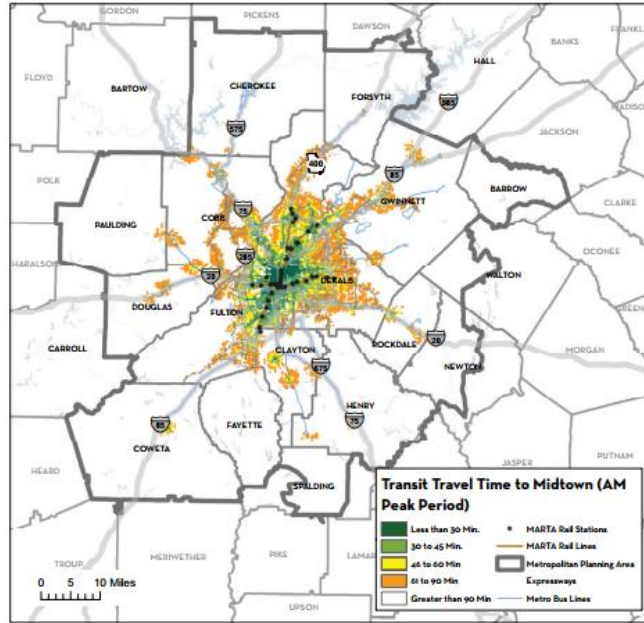 GORDON
PICKENS
DAWSON
FRANKL
BANKS
FLOYD
HALL
BARTOW
CHEROKEE
FORSYTH
985
MADIS
575
JACKSON
400
POLK
85
BARROW
GWINNETT
CLARKE
75
PAULDING
COBB
OCONEE
285
HARALSON
20
WALTON
DEKALB
DOUGLAS
GREEN
FULTON
ROCKDALE
20
CARROLL
CLAYTON
MORGAN
NEWTON
675
HENRY
FAYETTE
75
85
COWETA
HEARD
JASPER
PUTNAM
SPALDING
Transit Travel Time to Midtown (AM
Peak Period)
Less than 30 Min.
MARTA Rail Stations
30 to 45 Min.
MARTA Rail Lines
46 to 60 Min
Metropolitan Planning Area
61 to 90 Min
Expressways
Greater than 90 Min
Metro Bus Lines
TROUP
MERIWETHER
PIKE
LAMAR
UPSON
0 5 10 Miles